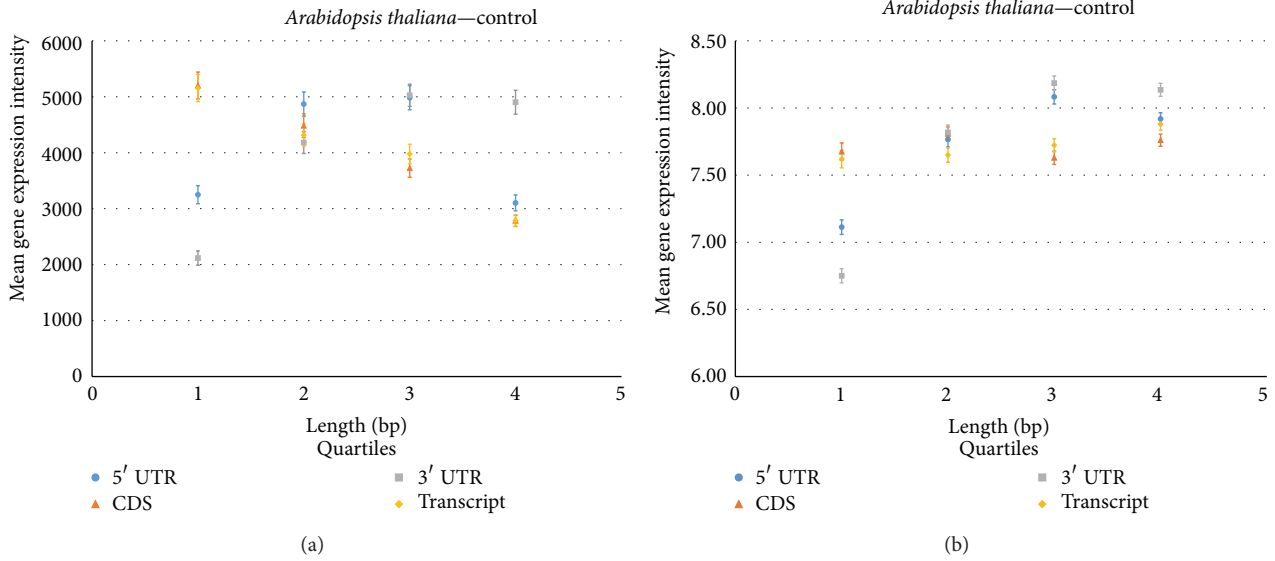 Arabidopsis thaliana—control
Mean gene expression intensity
6000
5000
4000
3000
2000
1000
0
0 1 2 3 4 5
Length (bp)
Quartiles
5′ UTR 3′ UTR
CDS Transcript
(a)
Arabidopsis thaliana—control
Mean gene expression intensity
8.50
8.00
7.50
7.00
6.50
6.00
0 1 2 3 4 5
Length (bp)
Quartiles
5′ UTR 3′ UTR
CDS Transcript
(b)